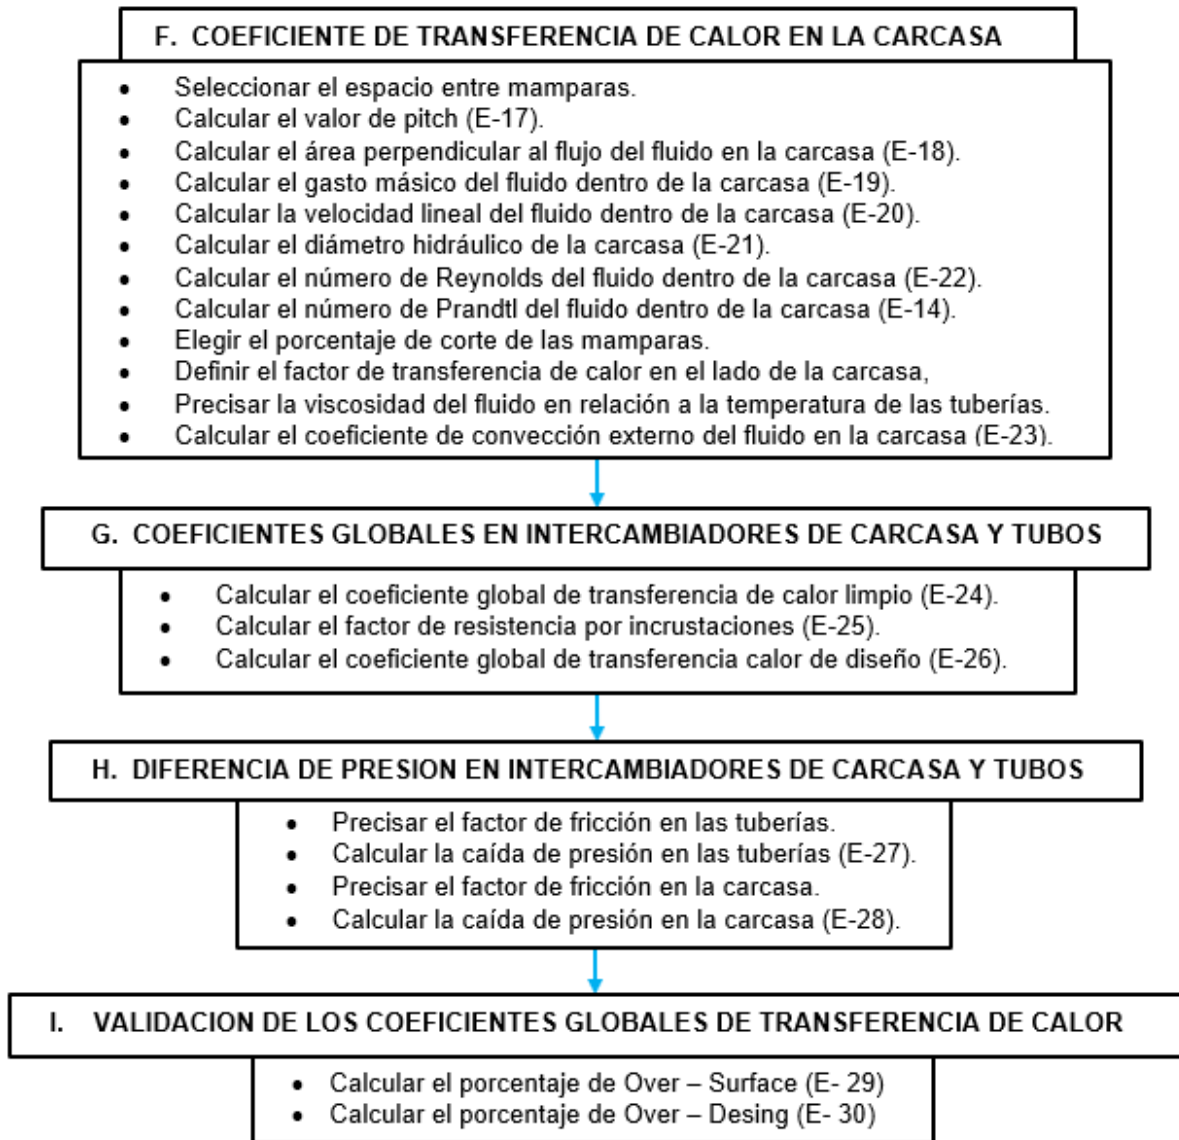 F. COEFICIENTE DE TRANSFERENCIA DE CALOR EN LA CARCASA
• Seleccionar el espacio entre mamparas.
• Calcular el valor de pitch (E-17).
• Calcular el área perpendicular al flujo del fluido en la carcasa (E-18).
• Calcular el gasto másico del fluido dentro de la carcasa (E-19).
• Calcular la velocidad lineal del fluido dentro de la carcasa (E-20).
• Calcular el diámetro hidráulico de la carcasa (E-21).
• Calcular el número de Reynolds del fluido dentro de la carcasa (E-22).
• Calcular el número de Prandtl del fluido dentro de la carcasa (E-14).
• Elegir el porcentaje de corte de las mamparas.
• Definir el factor de transferencia de calor en el lado de la carcasa,
• Precisar la viscosidad del fluido en relación a la temperatura de las tuberías.
• Calcular el coeficiente de convección externo del fluido en la carcasa (E-23).
G. COEFICIENTES GLOBALES EN INTERCAMBIADORES DE CARCASA Y TUBOS
• Calcular el coeficiente global de transferencia de calor limpio (E-24).
• Calcular el factor de resistencia por incrustaciones (E-25).
• Calcular el coeficiente global de transferencia calor de diseño (E-26).
H. DIFERENCIA DE PRESION EN INTERCAMBIADORES DE CARCASA Y TUBOS
• Precisar el factor de fricción en las tuberías.
• Calcular la caída de presión en las tuberías (E-27).
• Precisar el factor de fricción en la carcasa.
• Calcular la caída de presión en la carcasa (E-28).
I. VALIDACION DE LOS COEFICIENTES GLOBALES DE TRANSFERENCIA DE CALOR
• Calcular el porcentaje de Over – Surface (E- 29)
• Calcular el porcentaje de Over – Desing (E- 30)